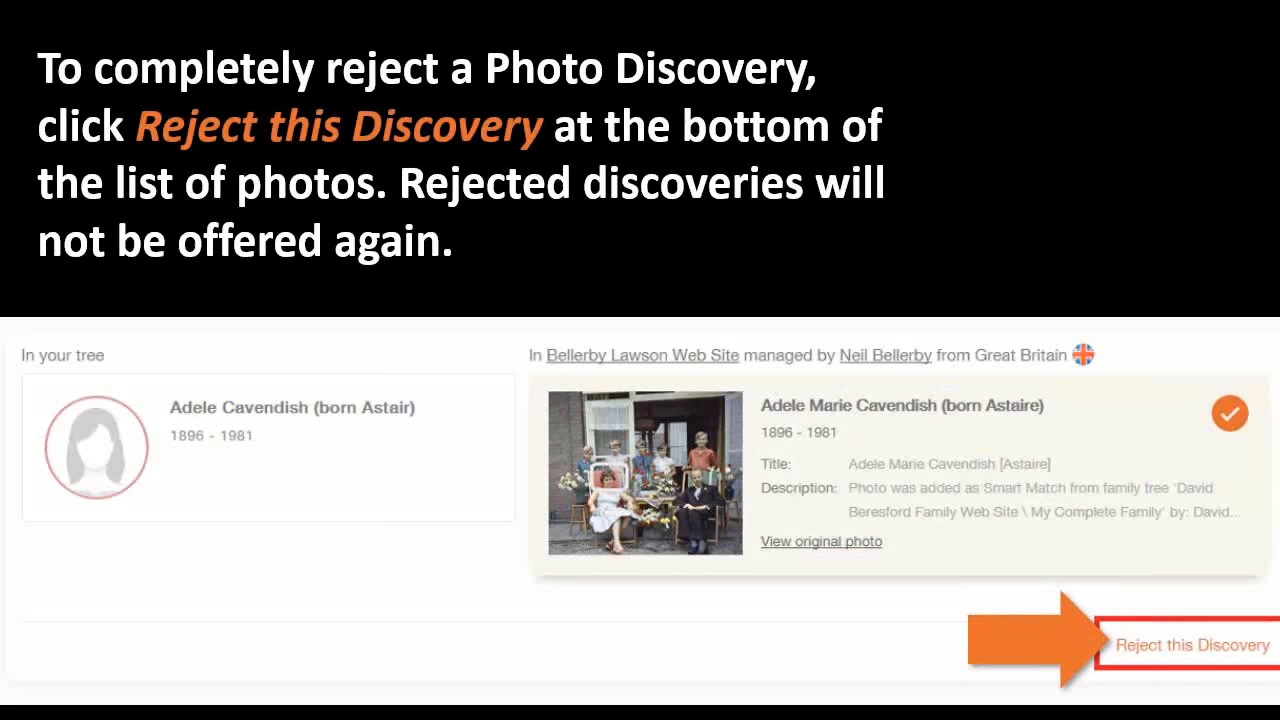 To completely reject a Photo Discovery,
click Reject this Discovery at the bottom of
the list of photos. Rejected discoveries will
not be offered again.
In your tree
Adele Cavendish (born Astair)
1896 - 1981
In Bellerby Lawson Web Site managed by Neil Bellerby from Great Britain
Adele Marie Cavendish (born Astaire)
1896 - 1981
Title: Adele Marie Cavendish [Astaire]
Description: Photo was added as Smart Match from family tree 'David
Beresford Family Web Site \ My Complete Family' by: David...
View original photo
Reject this Discovery